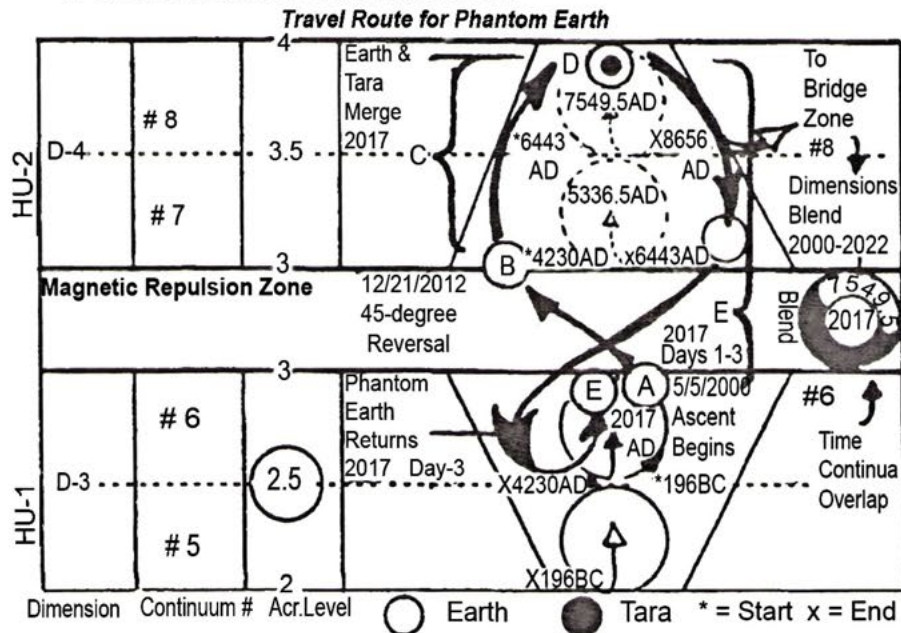 Travel Route for Phantom Earth
HU-2
D-4
# 8
# 7
4
3.5
3
Earth &
Tara
Merge
2017
C
D
7549.5AD
*6443
AD
X8656
AD
5336.5AD
B
*4230AD
x6443AD
To
Bridge
Zone
#8
Dimensions
Blend
2000-2022
Magnetic Repulsion Zone
12/21/2012
45-degree
Reversal
E
2017
Days 1-3
Blend
7549.5
2017
HU-1
D-3
# 6
# 5
3
2.5
2
Phantom
Earth
Returns
2017 Day-3
E
A
5/5/2000
Ascent
Begins
2017
AD
X4230AD
*196BC
X196BC
#6
Time
Continua
Overlap
Dimension Continuum # Acr.Level Earth Tara * = Start x = End